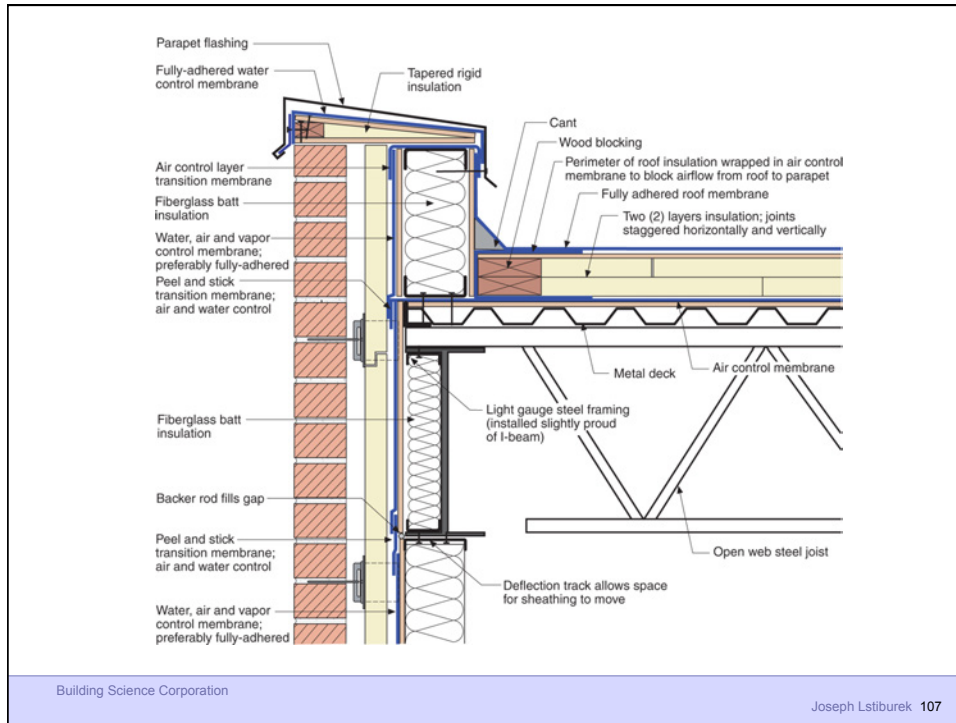 Parapet flashing
Fully-adhered water
control membrane
Tapered rigid
insulation
Cant
Wood blocking
Perimeter of roof insulation wrapped in air control
membrane to block airflow from roof to parapet
Fully adhered roof membrane
Two (2) layers insulation; joints
staggered horizontally and vertically
Air control layer
transition membrane
Fiberglass batt
insulation
Water, air and vapor
control membrane;
preferably fully-adhered
Peel and stick
transition membrane;
air and water control
Metal deck
Air control membrane
Light gauge steel framing
(installed slightly proud
of I-beam)
Fiberglass batt
insulation
Backer rod fills gap
Peel and stick
transition membrane;
air and water control
Open web steel joist
Deflection track allows space
for sheathing to move
Water, air and vapor
control membrane;
preferably fully-adhered
Building Science Corporation
Joseph Lstiburek 107